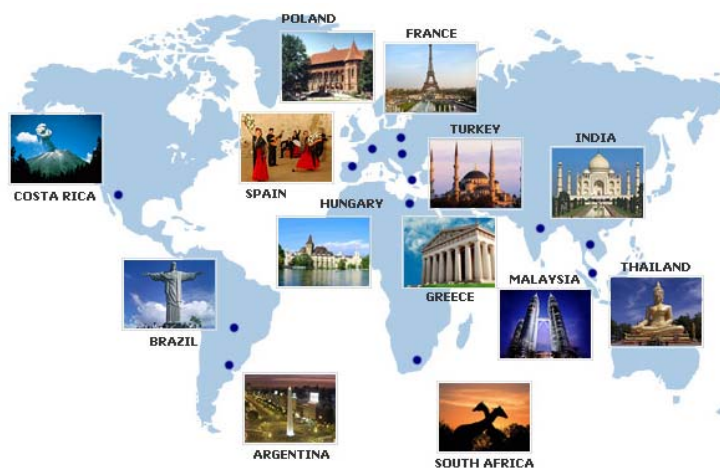 POLAND
FRANCE
TURKEY
INDIA
COSTA RICA
SPAIN
HUNGARY
MALAYSIA
THAILAND
GREECE
BRAZIL
ARGENTINA
SOUTH AFRICA